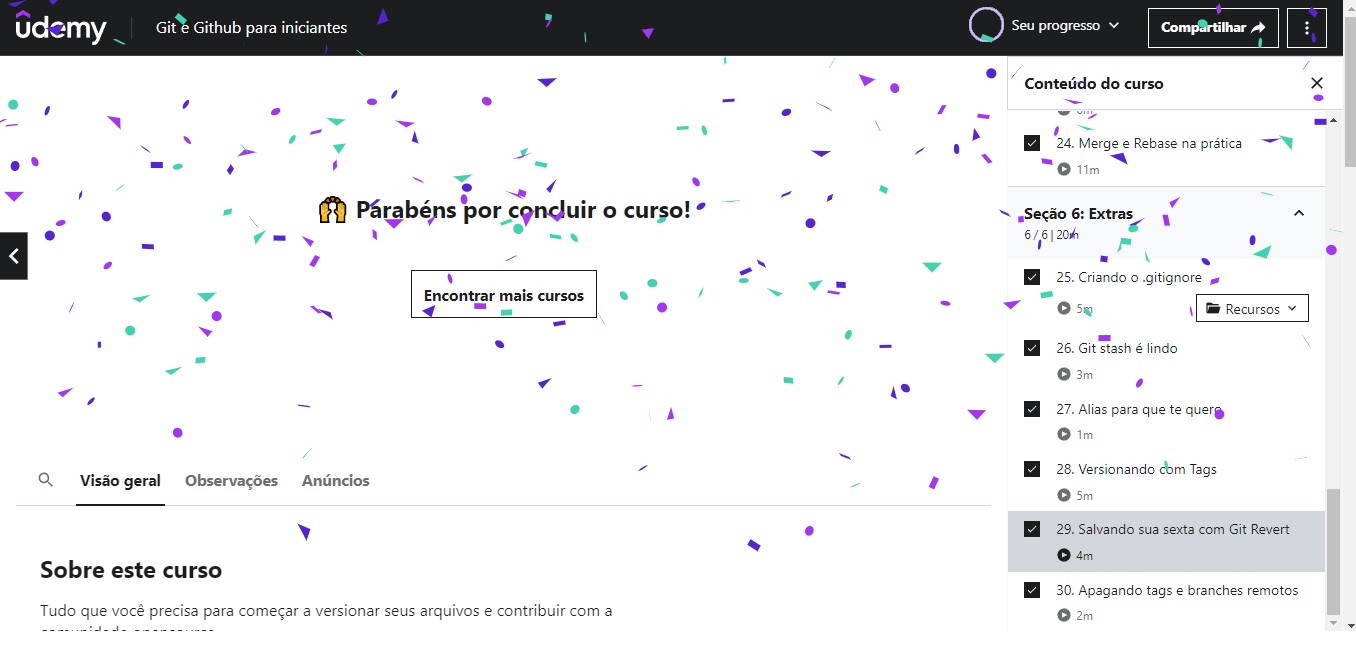 ûdemy
Git e Github para iniciantes
Seu progresso
Compartilhar
Conteúdo do curso
24. Merge e Rebase na prática
11m
Parabéns por concluir o curso!
Seção 6: Extras
6 / 6 | 20m
25. Criando o .gitignore
Encontrar mais cursos
5m
Recursos
26. Git stash é lindo
3m
27. Alias para que te quero
1m
28. Versionando com Tags
5m
Visão geral
Observações
Anúncios
29. Salvando sua sexta com Git Revert
4m
Sobre este curso
30. Apagando tags e branches remotos
Tudo que você precisa para começar a versionar seus arquivos e contribuir com a
2m